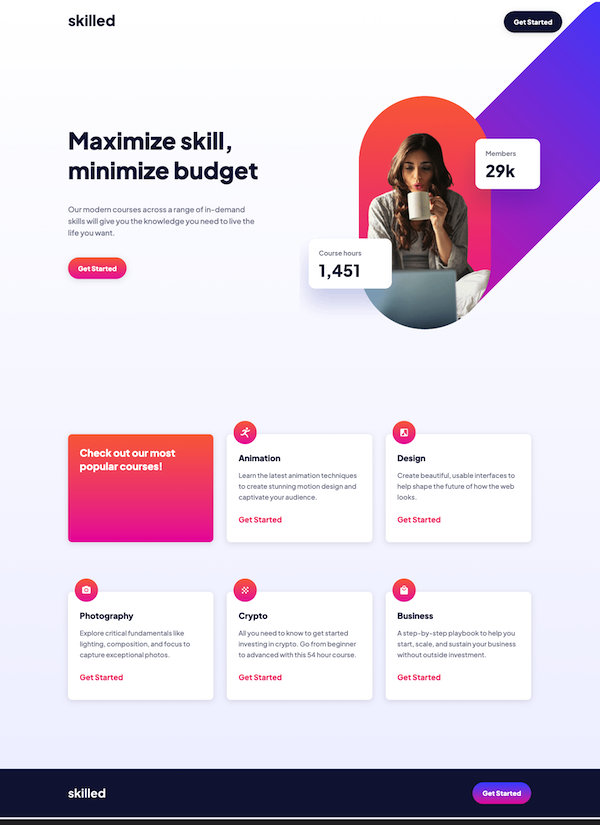 skilled
Get Started
Maximize skill,
minimize budget
Our modern courses across a range of in-demand
skills will give you the knowledge you need to live the
life you want.
Get Started
Members
29k
Course hours
1,451
Check out our most
popular courses!
Animation
Learn the latest animation techniques
to create stunning motion design and
captivate your audience.
Get Started
Design
Create beautiful, usable interfaces to
help shape the future of how the web
looks.
Get Started
Photography
Explore critical fundamentals like
lighting, composition, and focus to
capture exceptional photos.
Get Started
Crypto
All you need to know to get started
investing in crypto. Go from beginner
to advanced with this 54 hour course.
Get Started
Business
A step-by-step playbook to help you
start, scale, and sustain your business
without outside investment.
Get Started
skilled
Get Started